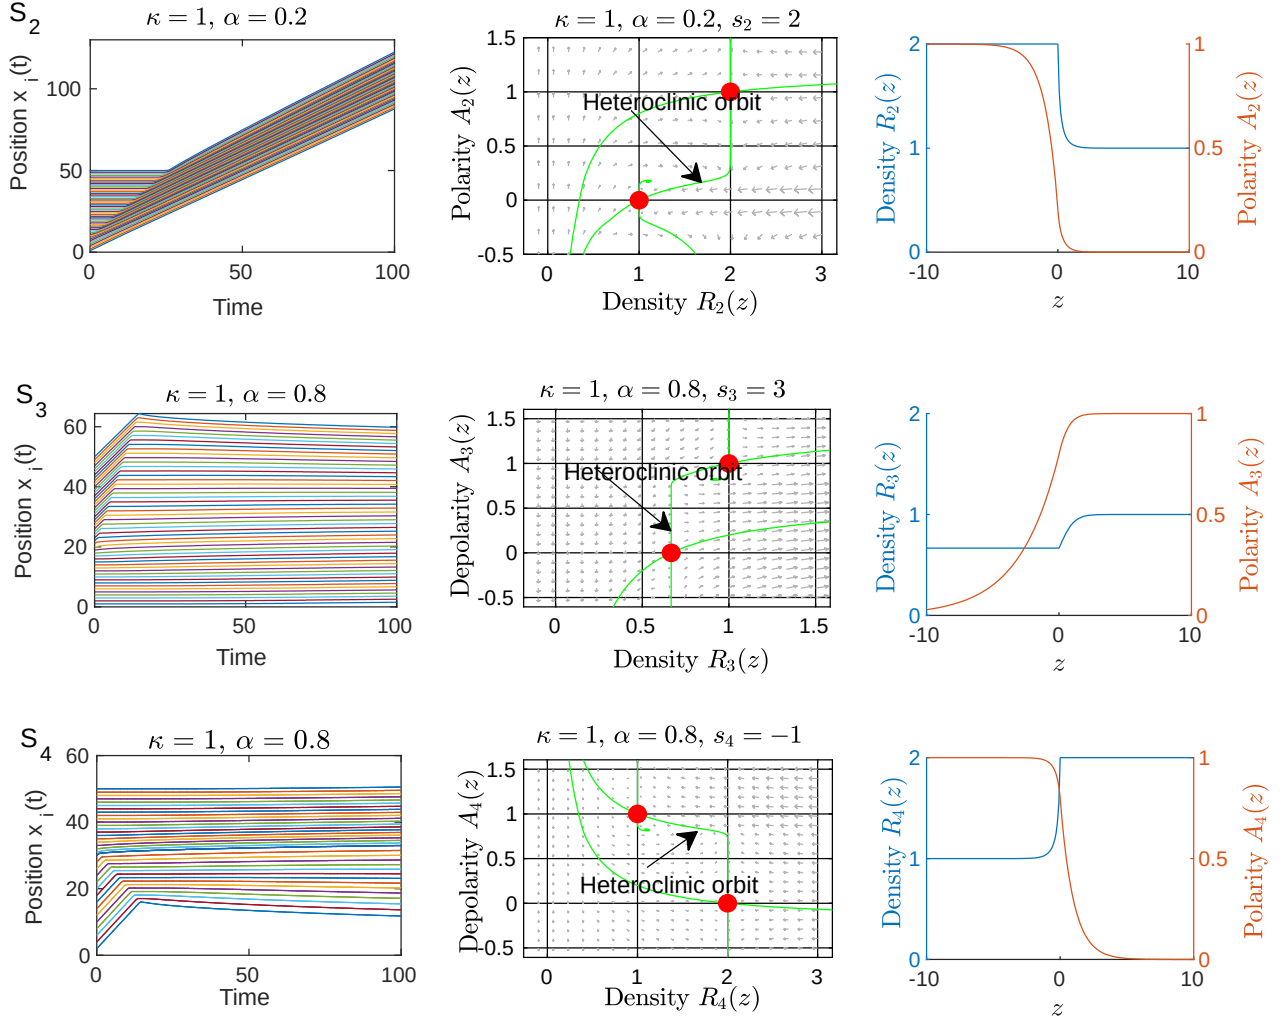 S2
κ = 1, α = 0.2
Position x i(t)
100
50
0
0
50
100
Time
κ = 1, α = 0.2, s2 = 2
Polarity A2(z)
1.5
1
0.5
0
-0.5
Heteroclinic orbit
0
1
2
3
Density R2(z)
Density R2(z)
2
1
0
-10
0
10
z
1
0.5
0
Polarity A2(z)
S3
κ = 1, α = 0.8
Position x i(t)
60
40
20
0
0
50
100
Time
κ = 1, α = 0.8, s3 = 3
Depolarity A3(z)
1.5
1
0.5
0
-0.5
Heteroclinic orbit
0
0.5
1
1.5
Density R3(z)
Density R3(z)
2
1
0
-10
0
10
z
1
0.5
0
Polarity A3(z)
S4
κ = 1, α = 0.8
Position x i(t)
60
40
20
0
0
50
100
Time
κ = 1, α = 0.8, s4 = −1
Depolarity A4(z)
1.5
1
0.5
0
-0.5
Heteroclinic orbit
0
1
2
3
Density R4(z)
Density R4(z)
2
1
0
-10
0
10
z
1
0.5
0
Polarity A4(z)